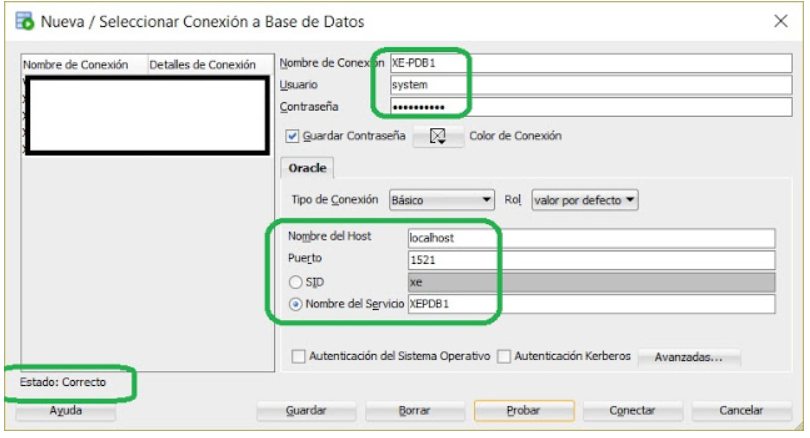 Nueva / Seleccionar Conexión a Base de Datos
Nombre de Conexión Detalles de Conexión
Nombre de Conexión XE-PDB1
Usuario system
Contraseña ••••••••••
Guardar Contraseña Color de Conexión
Oracle
Tipo de Conexión Básico Rol valor por defecto
Nombre del Host localhost
Puerto 1521
SID xe
Nombre del Servicio XEPDB1
Autenticación del Sistema Operativo Autenticación Kerberos Avanzadas...
Estado: Correcto
Ayuda Guardar Borrar Probar Conectar Cancelar